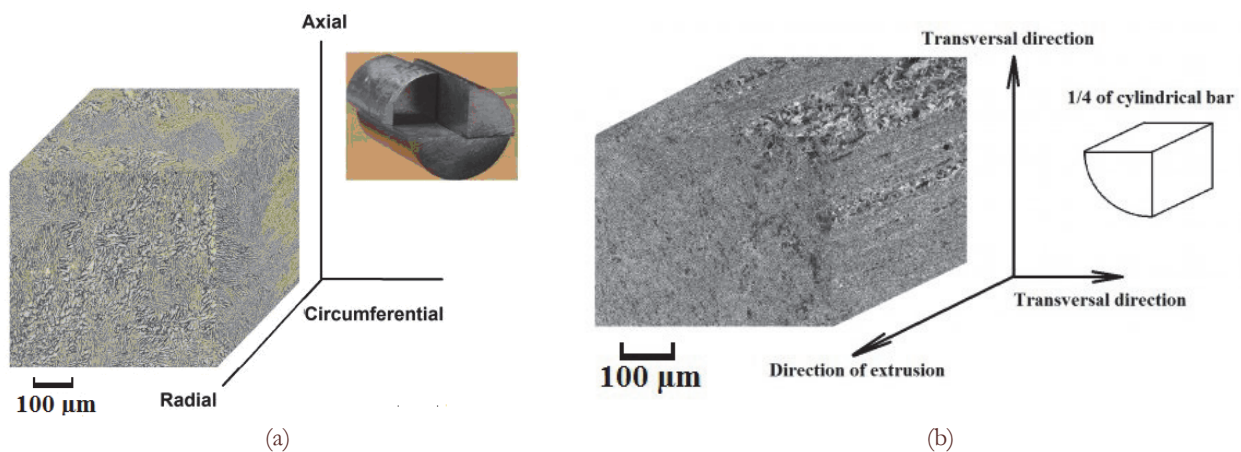 Axial
Circumferential
Radial
100 µm
(a)
Transversal direction
1/4 of cylindrical bar
Transversal direction
Direction of extrusion
100 µm
(b)